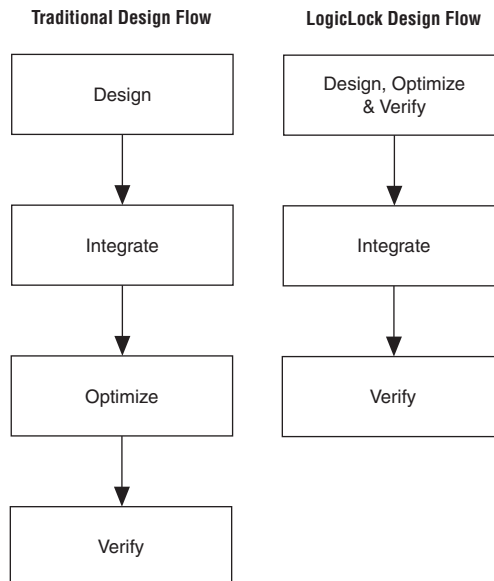 Traditional Design Flow
Design
Integrate
Optimize
Verify
LogicLock Design Flow
Design, Optimize
& Verify
Integrate
Verify